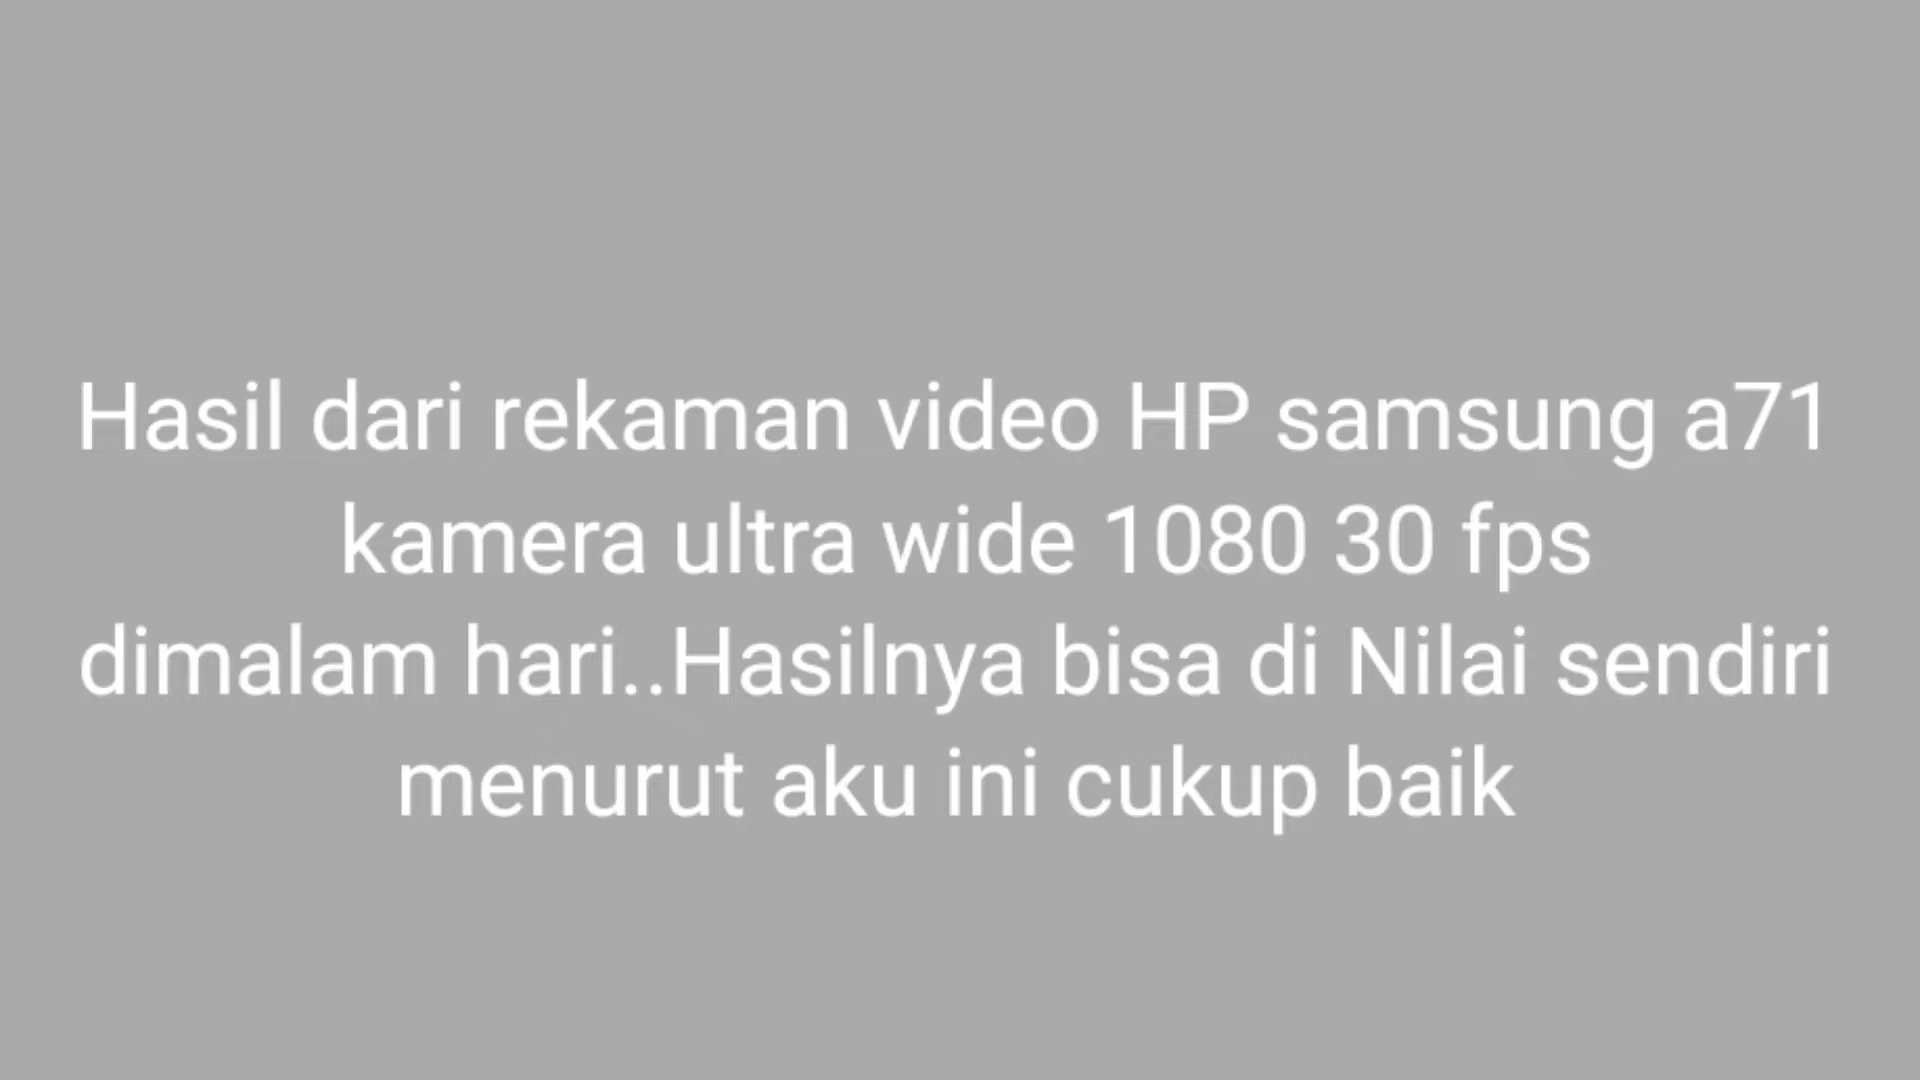 Hasil dari rekaman video HP samsung a71
kamera ultra wide 1080 30 fps
dimalam hari..Hasilnya bisa di Nilai sendiri
menurut aku ini cukup baik